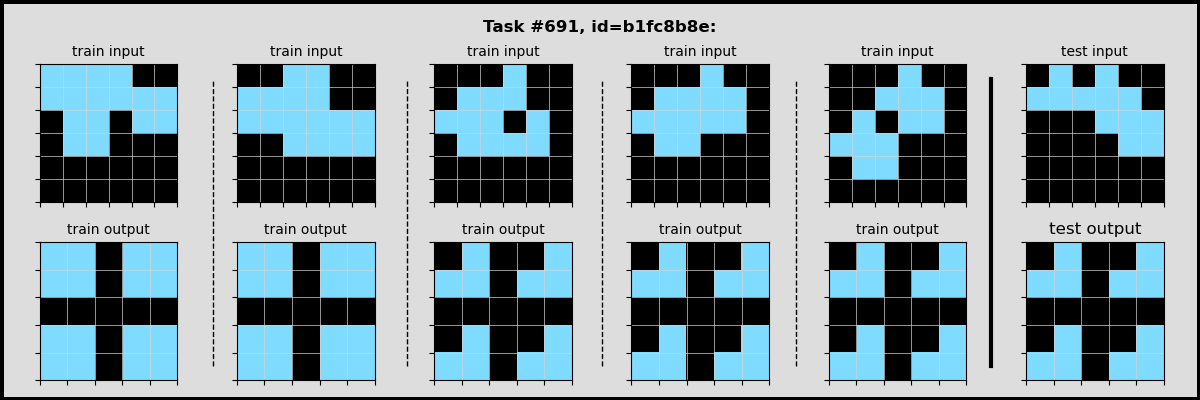 Task #691, id=b1fc8b8e:
train input train input train input train input train input test input
train output train output train output train output train output test output